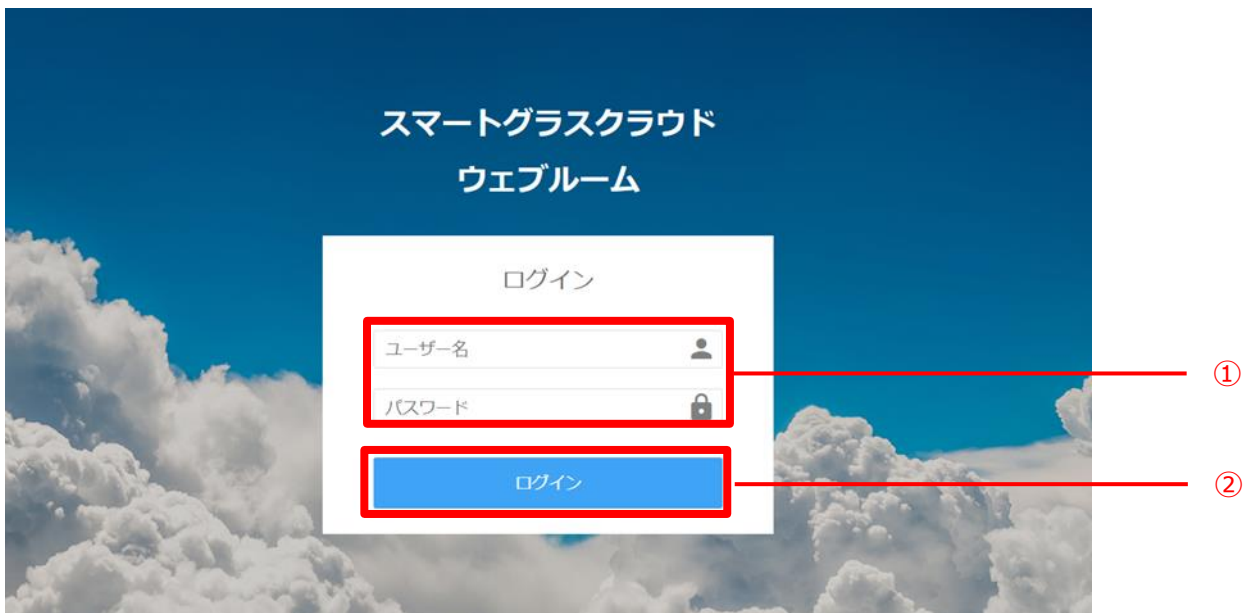 スマートグラスクラウド
ウェブルーム
ログイン
ユーザー名
①
パスワード
ログイン
②